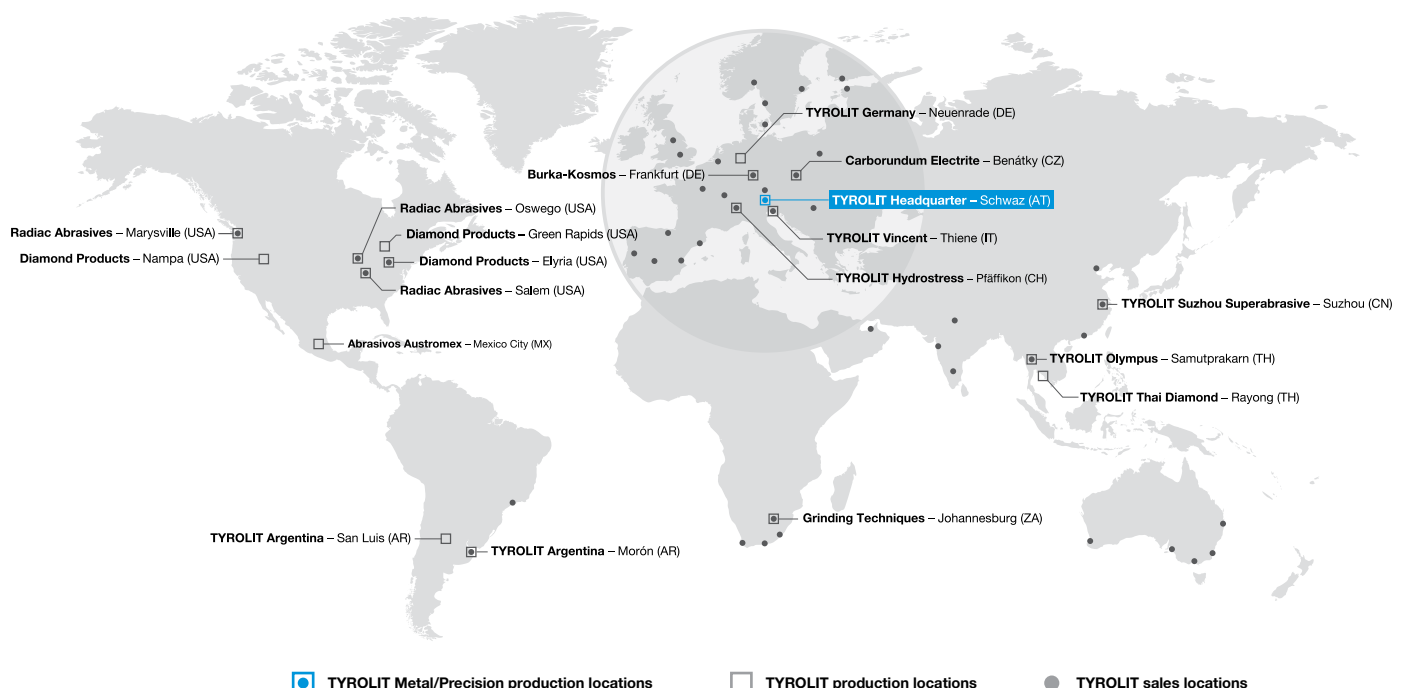 TYROLIT Germany – Neuenrade (DE)
Carborundum Electrite – Benátky (CZ)
Burka-Kosmos – Frankfurt (DE)
TYROLIT Headquarter – Schwaz (AT)
Radiac Abrasives – Oswego (USA)
Radiac Abrasives – Marysville (USA)
Diamond Products – Green Rapids (USA)
TYROLIT Vincent – Thiene (IT)
Diamond Products – Nampa (USA)
Diamond Products – Elyria (USA)
TYROLIT Hydrostress – Pfäffikon (CH)
Radiac Abrasives – Salem (USA)
TYROLIT Suzhou Superabrasive – Suzhou (CN)
Abrasivos Austromex – Mexico City (MX)
TYROLIT Olympus – Samutprakarn (TH)
TYROLIT Thai Diamond – Rayong (TH)
Grinding Techniques – Johannesburg (ZA)
TYROLIT Argentina – San Luis (AR)
TYROLIT Argentina – Morón (AR)
TYROLIT Metal/Precision production locations
TYROLIT production locations
TYROLIT sales locations